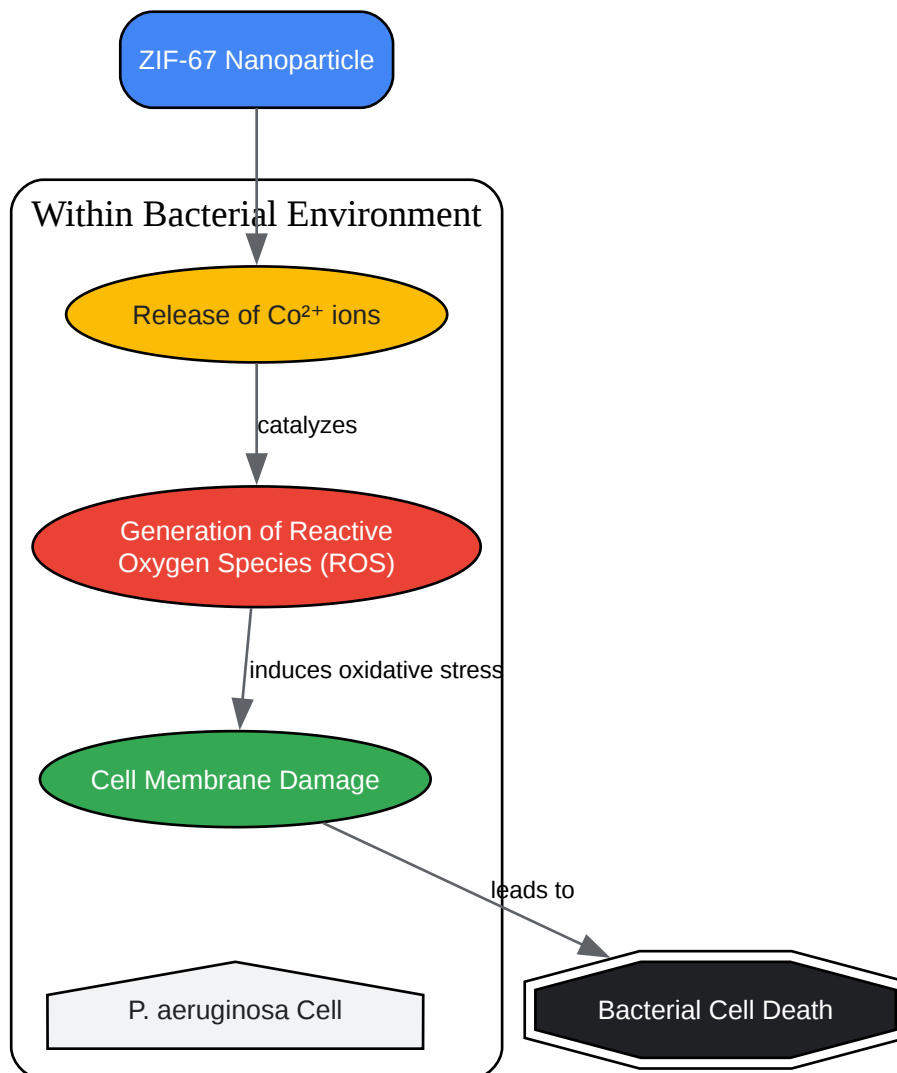 ZIF-67 Nanoparticle
Within Bacterial Environment
Release of Co²⁺ ions
catalyzes
Generation of Reactive
Oxygen Species (ROS)
induces oxidative stress
Cell Membrane Damage
leads to
P. aeruginosa Cell
Bacterial Cell Death